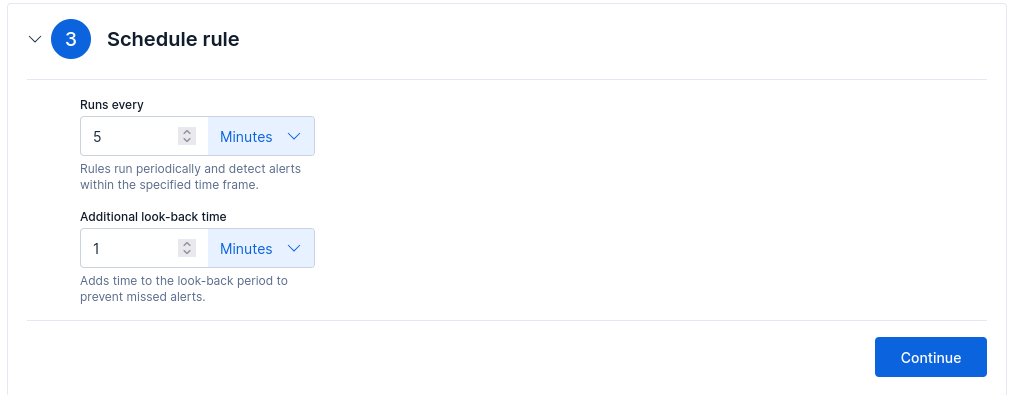 3 Schedule rule
Runs every
5 Minutes
Rules run periodically and detect alerts
within the specified time frame.
Additional look-back time
1 Minutes
Adds time to the look-back period to
prevent missed alerts.
Continue